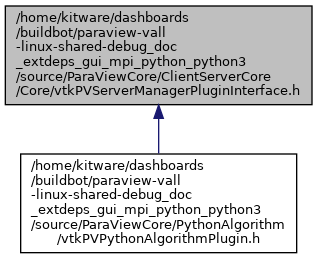 /home/kitware/dashboards
/buildbot/paraview-vall
-linux-shared-debug_doc
_extdeps_gui_mpi_python_python3
/source/ParaViewCore/ClientServerCore
/Core/vtkPVServerManagerPluginInterface.h
/home/kitware/dashboards
/buildbot/paraview-vall
-linux-shared-debug_doc
_extdeps_gui_mpi_python_python3
/source/ParaViewCore/PythonAlgorithm
/vtkPVPythonAlgorithmPlugin.h